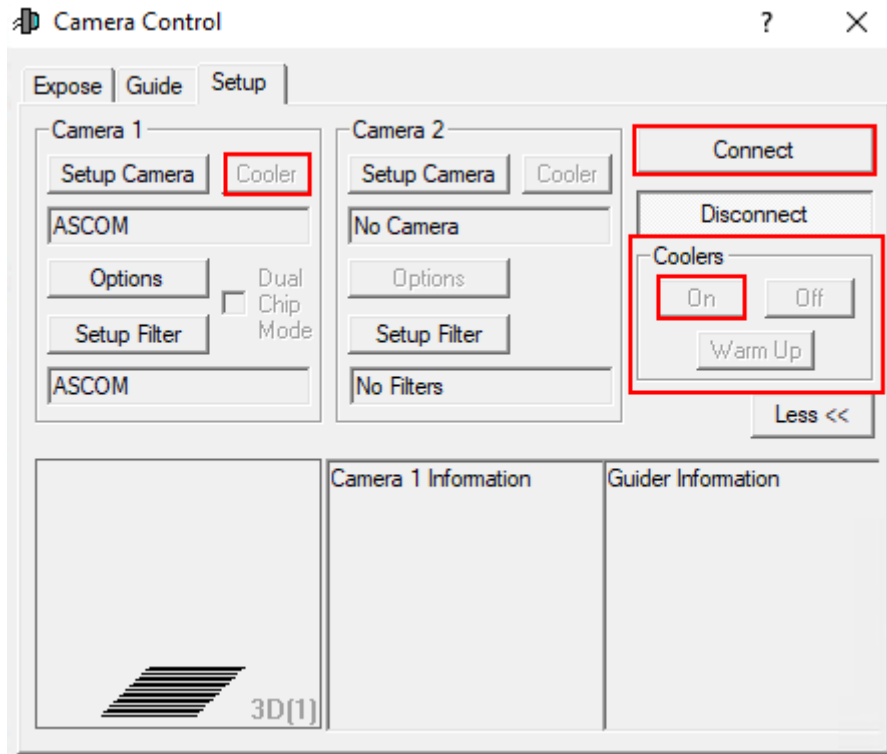 Camera Control
?
Expose Guide Setup
Camera 1
Setup Camera Cooler
ASCOM
Options
Dual
Chip
Mode
Setup Filter
ASCOM
Camera 2
Setup Camera Cooler
No Camera
Options
Setup Filter
No Filters
Connect
Disconnect
Coolers
On Off
Warm Up
Less <<
3D(1)
Camera 1 Information
Guider Information